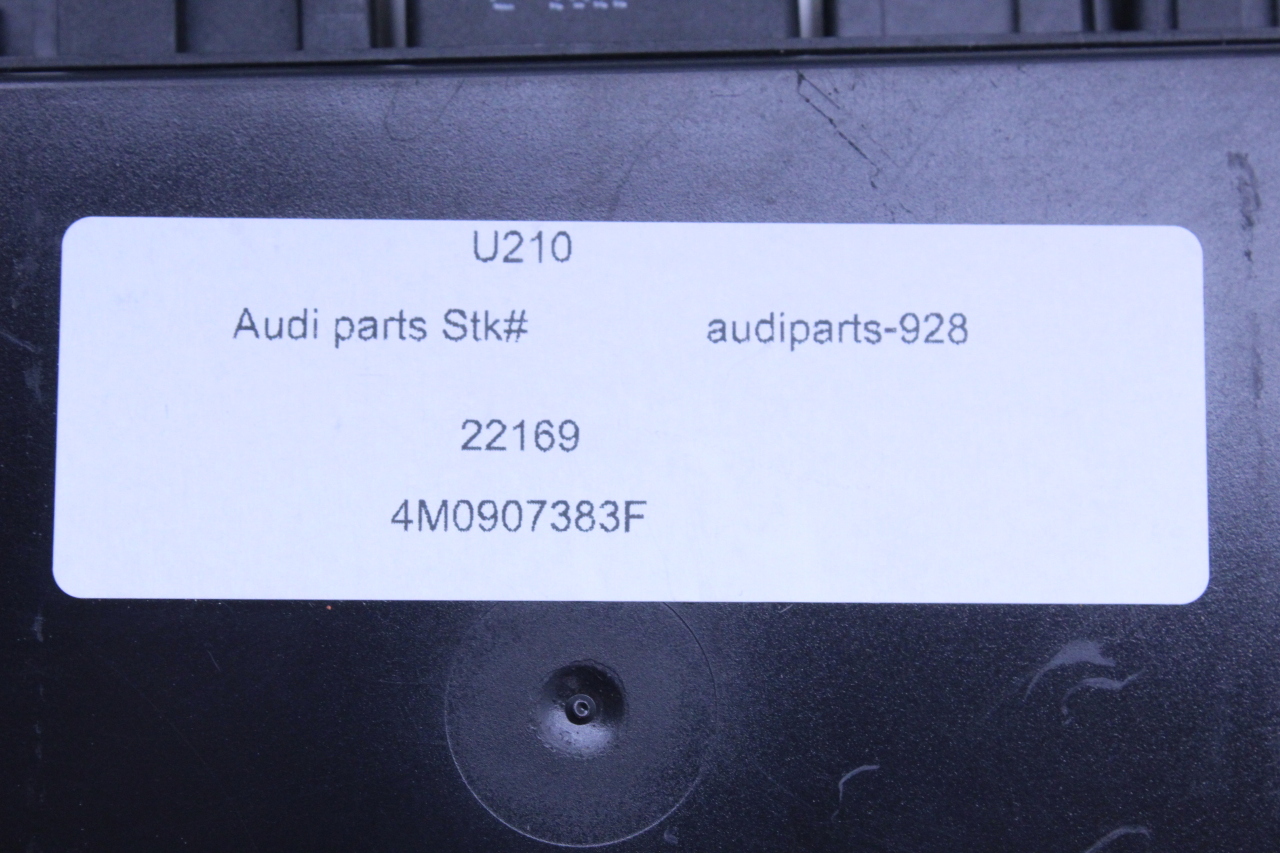 U210
Audi parts Stk# audiparts-928
22169
4M0907383F